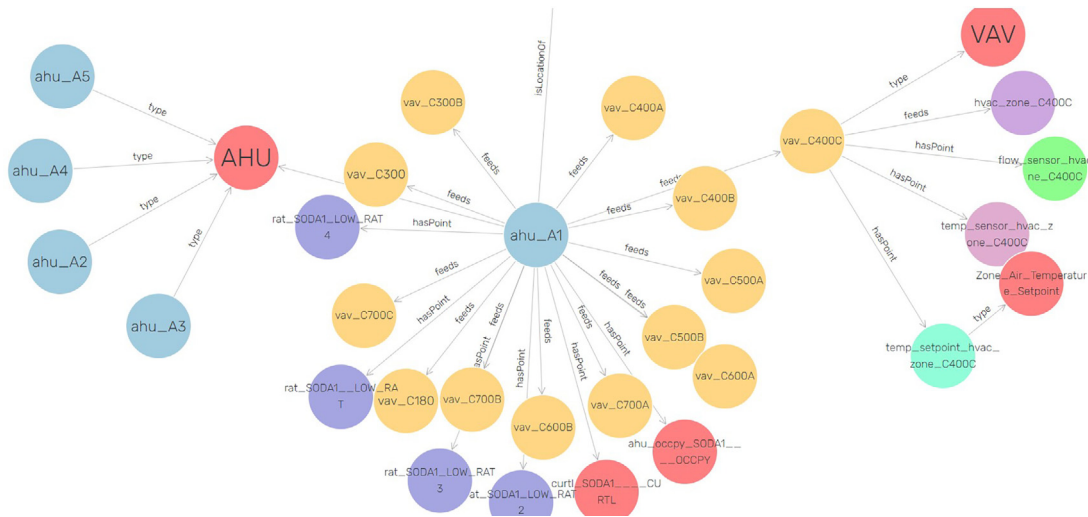 isLocationOf
VAV
type
ahu_A5
type
vav_C300B
vav_C400A
hvac_zone_C400C
feeds
vav_C400C
hasPoint
flow_sensor_hvac
ne_C400C
AHU
type
ahu_A4
feeds
feeds
vav_C300
feeds
feeds
vav_C400B
feeds
hasPoint
hasPoint
rat_SODA1_LOW_RAT
4
hasPoint
ahu_A1
temp_sensor_hvac_z
one_C400C
type
ahu_A2
type
feeds
feeds
vav_C500A
Zone_Air_Temperatur
e_Setpoint
vav_C700C
hasPoint
feeds
feeds
feeds
feeds
feeds
hasPoint
ahu_A3
vav_C500B
type
temp_setpoint_hvac_
zone_C400C
feeds
hasPoint
hasPoint
hasPoint
vav_C600A
rat_SODA1__LOW_RA
T
vav_C180
vav_C700B
vav_C700A
vav_C600B
ahu_occpy_SODA1___
__OCCPY
rat_SODA1_LOW_RAT
3
at_SODA1_LOW_RAT
2
curtl_SODA1____CU
RTL